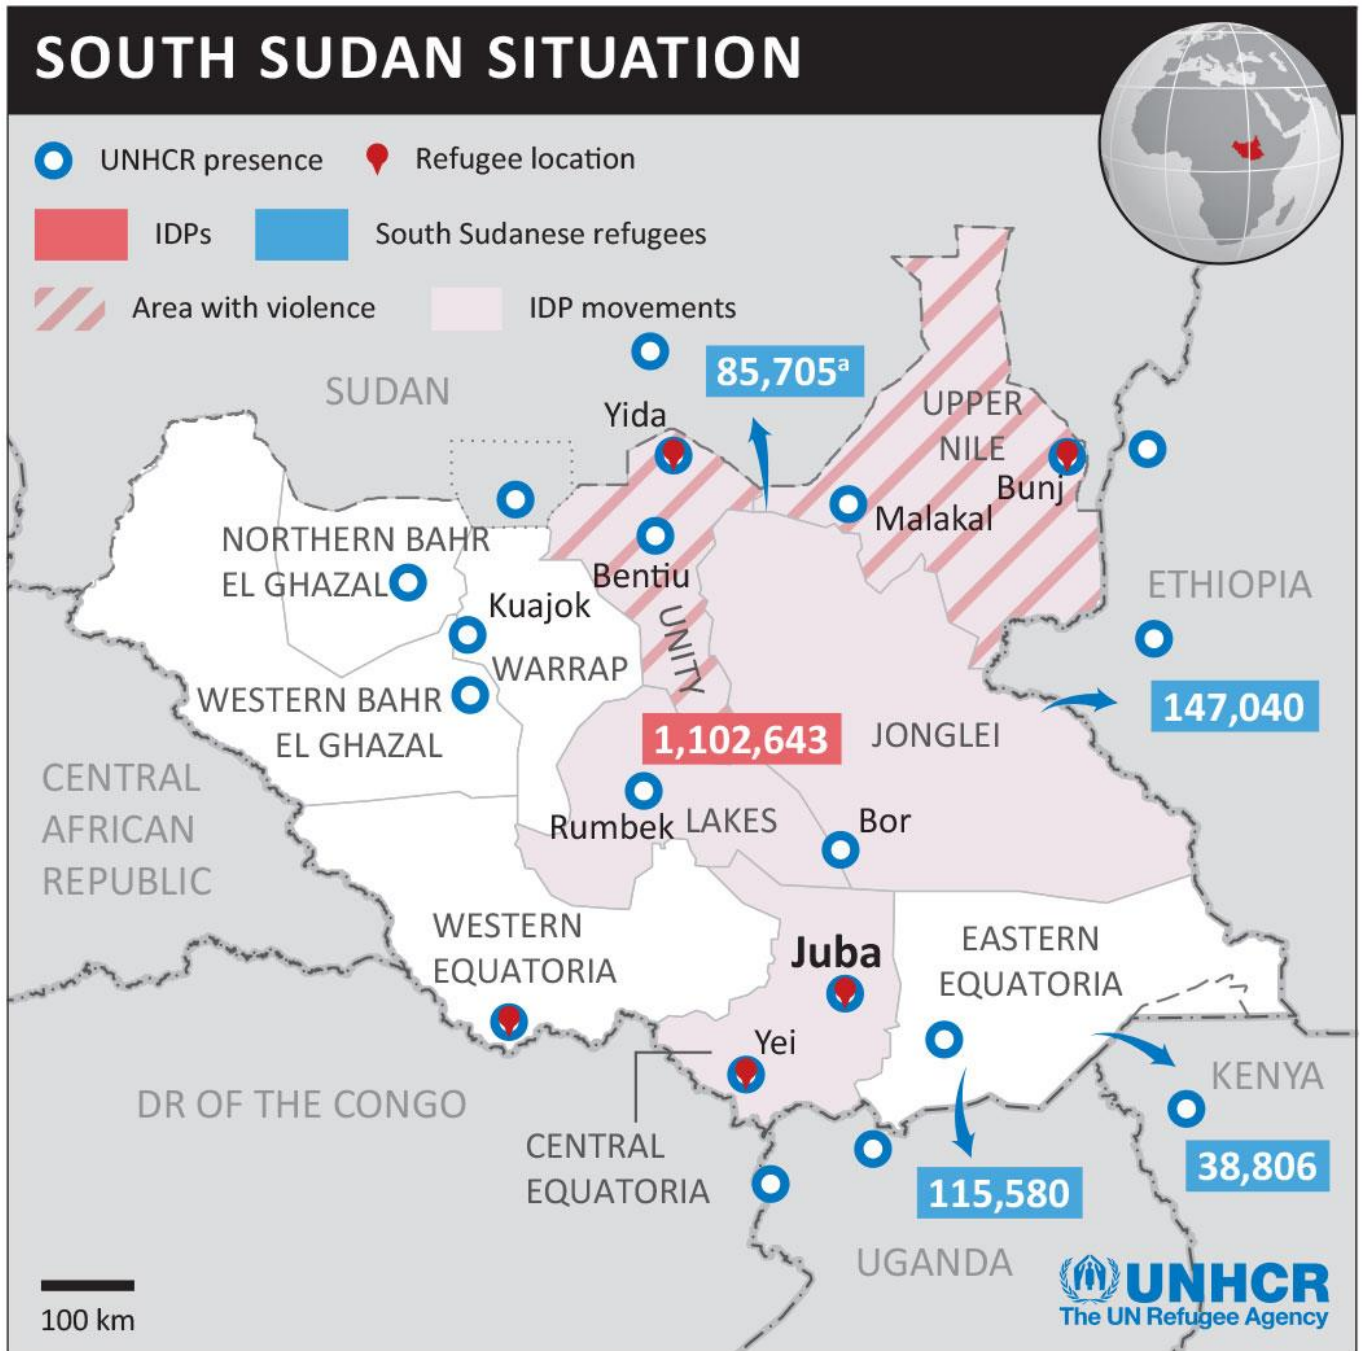 SOUTH SUDAN SITUATION
UNHCR presence
Refugee location
IDPs
South Sudanese refugees
Area with violence
IDP movements
SUDAN
85,705ª
Yida
UPPER
NILE
Bunj
Malakal
NORTHERN BAHR
EL GHAZAL
Bentiu
ETHIOPIA
Kuajok
UNITY
WARRAP
WESTERN BAHR
EL GHAZAL
147,040
1,102,643
JONGLEI
CENTRAL
AFRICAN
REPUBLIC
Rumbek
LAKES
Bor
WESTERN
EQUATORIA
Juba
EASTERN
EQUATORIA
Yei
KENYA
DR OF THE CONGO
CENTRAL
EQUATORIA
38,806
115,580
UGANDA
100 km
UNHCR
The UN Refugee Agency